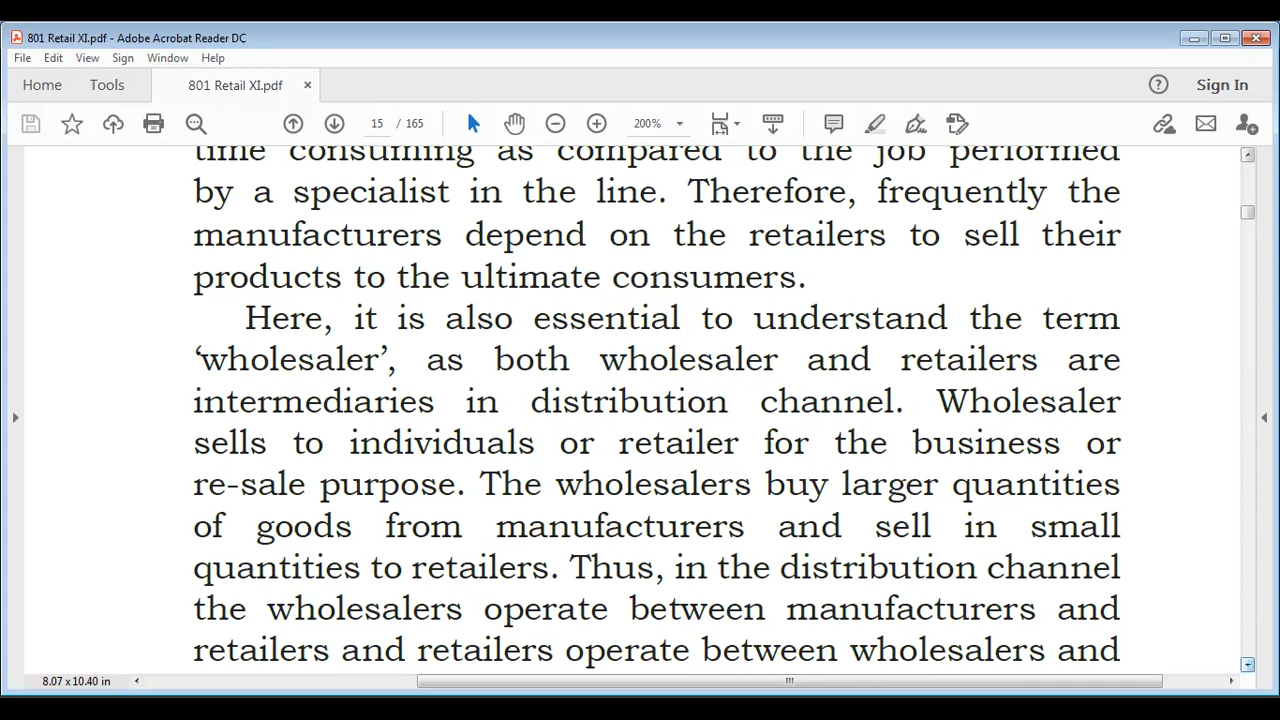 801 Retail XI.pdf - Adobe Acrobat Reader DC
File Edit View Sign Window Help
Home Tools 801 Retail XI.pdf × Sign In
15 / 165 200%
time consuming as compared to the job performed
by a specialist in the line. Therefore, frequently the
manufacturers depend on the retailers to sell their
products to the ultimate consumers.
Here, it is also essential to understand the term
‘wholesaler’, as both wholesaler and retailers are
intermediaries in distribution channel. Wholesaler
sells to individuals or retailer for the business or
re-sale purpose. The wholesalers buy larger quantities
of goods from manufacturers and sell in small
quantities to retailers. Thus, in the distribution channel
the wholesalers operate between manufacturers and
retailers and retailers operate between wholesalers and
8.07 x 10.40 in